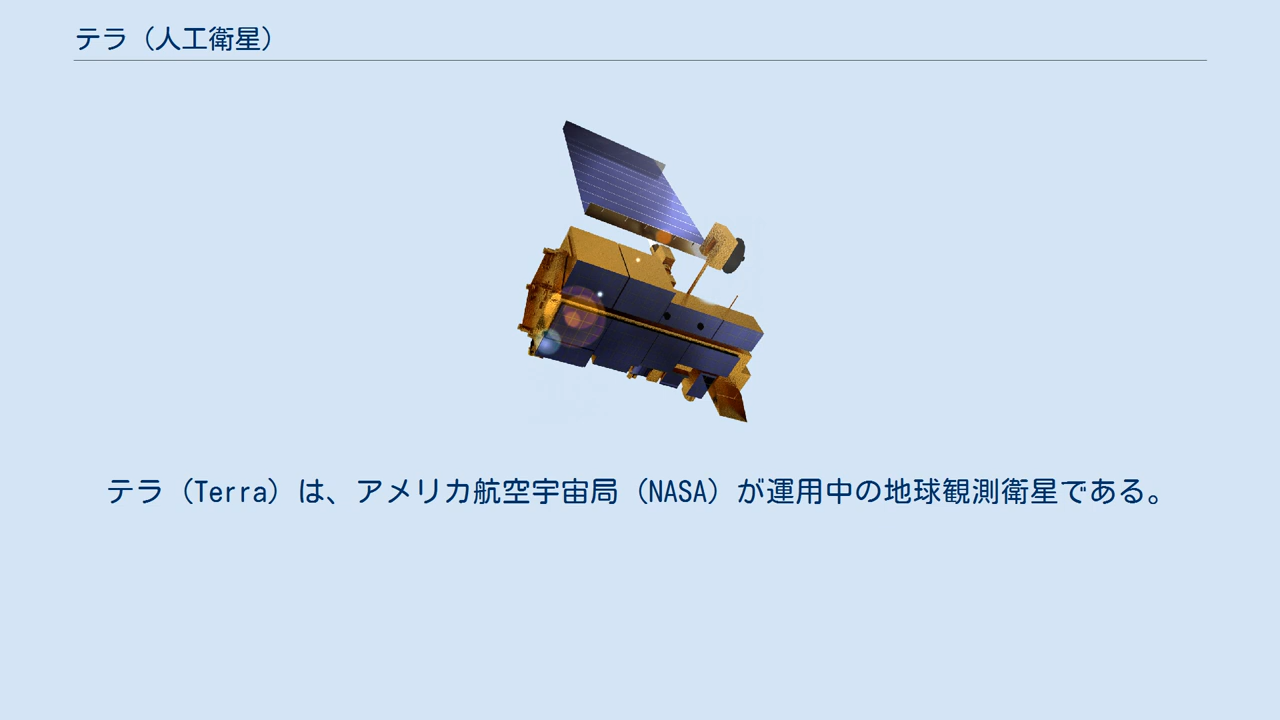 テラ（人工衛星）
テラ（Terra）は、アメリカ航空宇宙局（NASA）が運用中の地球観測衛星である。